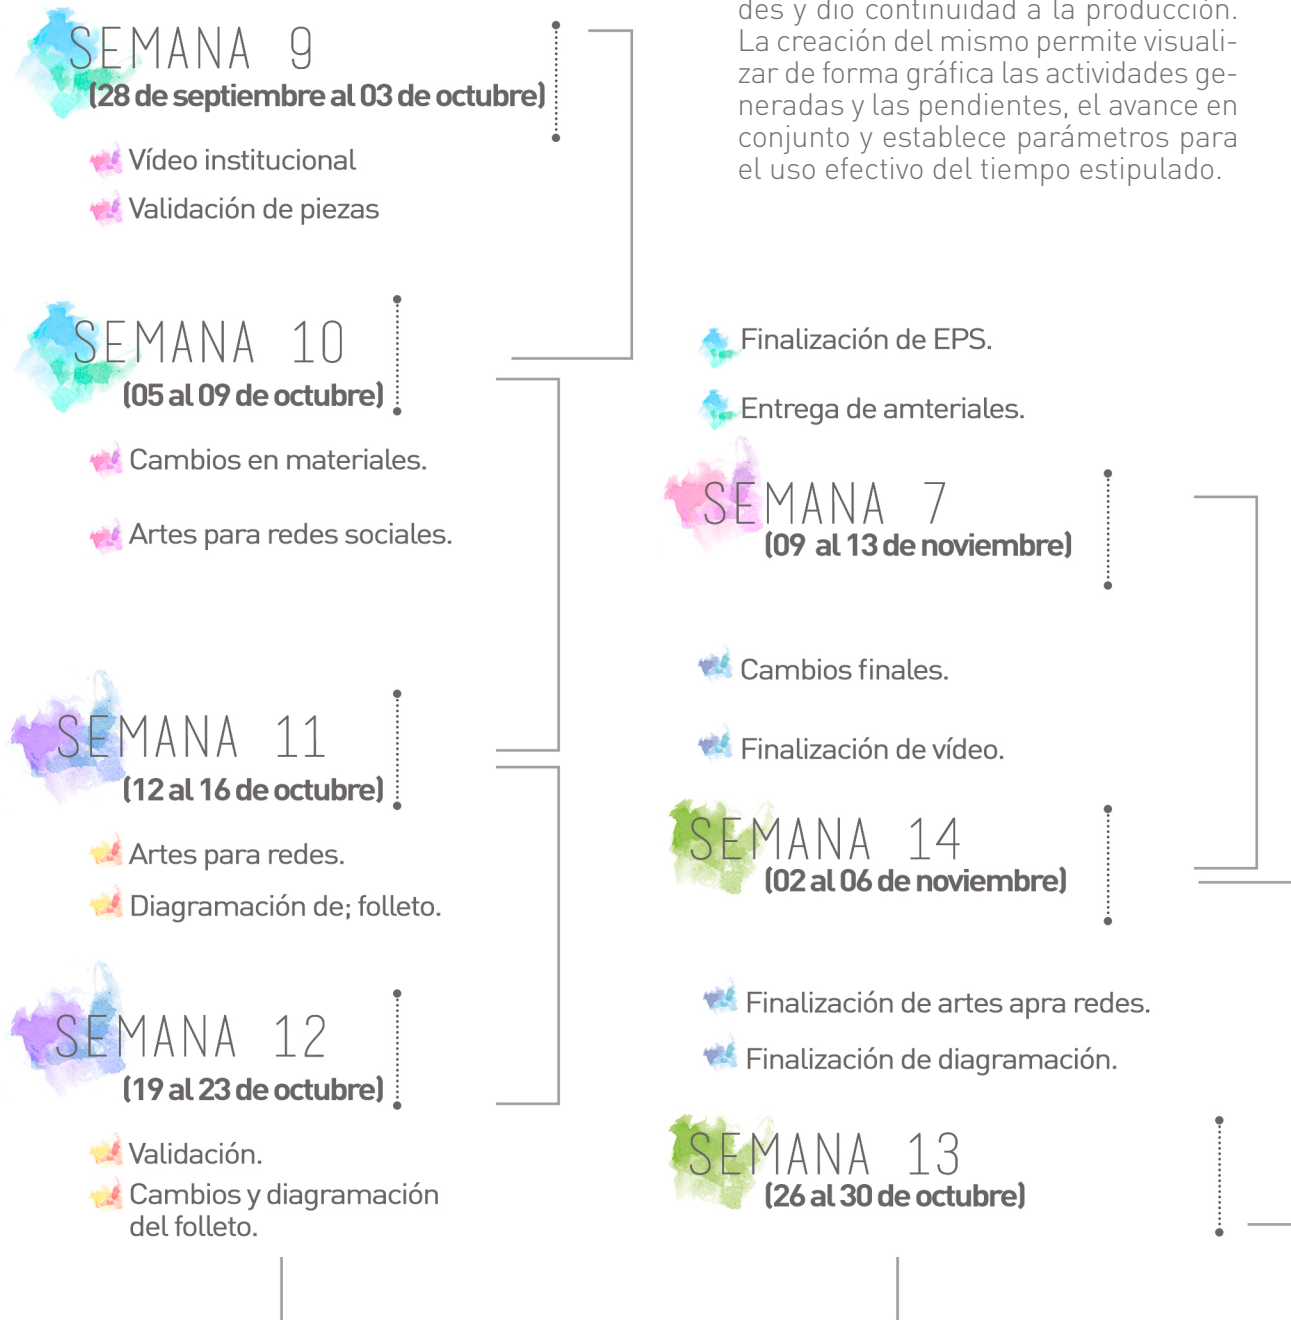 SEMANA 9
(28 de septiembre al 03 de octubre)
Vídeo institucional
Validación de piezas
SEMANA 10
(05 al 09 de octubre)
Cambios en materiales.
Artes para redes sociales.
SEMANA 11
(12 al 16 de octubre)
Artes para redes.
Diagramación de; folleto.
SEMANA 12
(19 al 23 de octubre)
Validación.
Cambios y diagramación
del folleto.
des y dio continuidad a la producción.
La creación del mismo permite visuali-
zar de forma gráfica las actividades ge-
neradas y las pendientes, el avance en
conjunto y establece parámetros para
el uso efectivo del tiempo estipulado.
Finalización de EPS.
Entrega de amteriales.
SEMANA 7
(09 al 13 de noviembre)
Cambios finales.
Finalización de vídeo.
SEMANA 14
(02 al 06 de noviembre)
Finalización de artes apra redes.
Finalización de diagramación.
SEMANA 13
(26 al 30 de octubre)